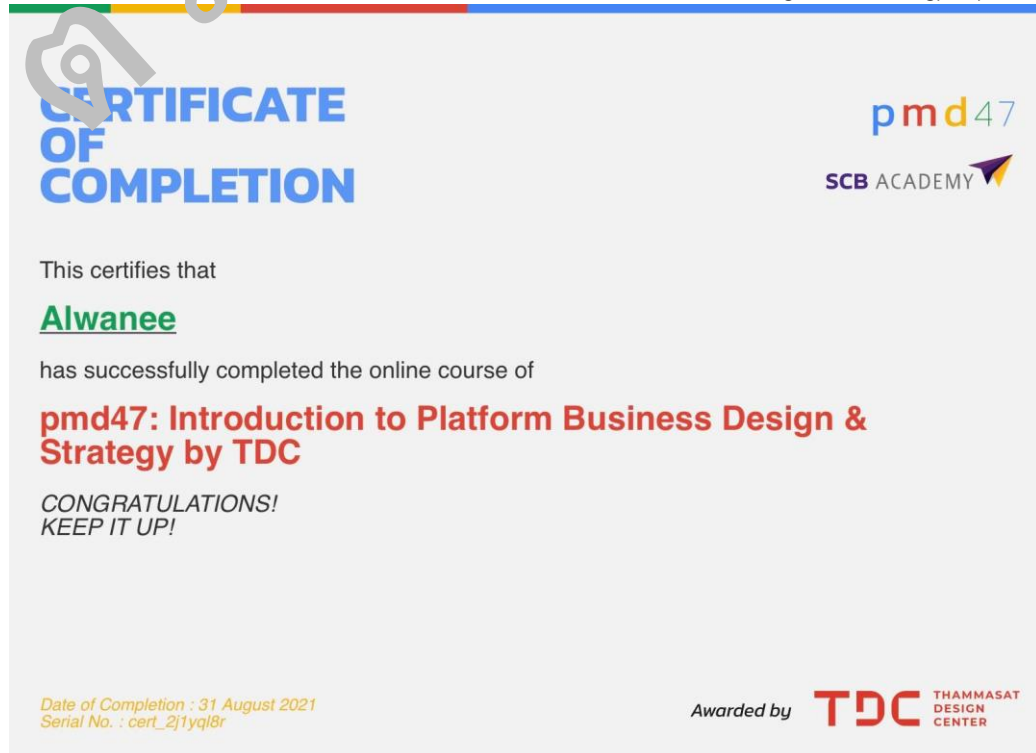 CERTIFICATE
OF
COMPLETION
pmd47
SCB ACADEMY
This certifies that
Alwanee
has successfully completed the online course of
pmd47: Introduction to Platform Business Design &
Strategy by TDC
CONGRATULATIONS!
KEEP IT UP!
Date of Completion : 31 August 2021
Serial No. : cert_2j1yql8r
Awarded by
TDC THAMMASAT
DESIGN
CENTER